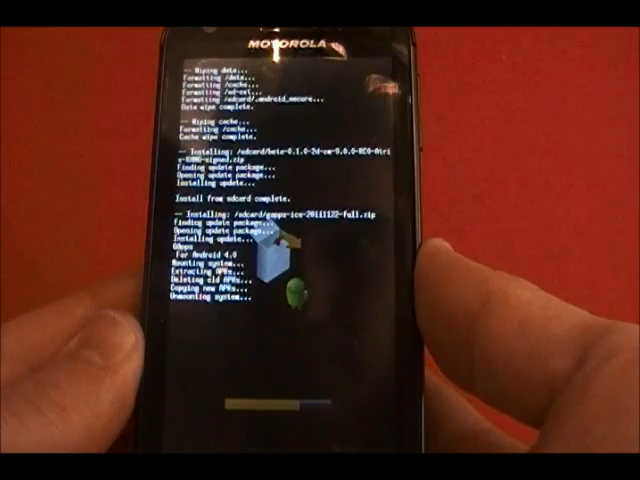 MOTOROLA
-- Wiping data...
Formatting /data...
Formatting /cache...
Formatting /sd-ext...
Formatting /sdcard/.android_secure...
Data wipe complete.
-- Wiping cache...
Formatting /cache...
Cache wipe complete.
-- Installing: /sdcard/beta-0.1.0-2d-cm-9.0.0-RC0-Atri
x-KANG-signed.zip
Finding update package...
Opening update package...
Installing update...
Install from sdcard complete.
-- Installing: /sdcard/gapps-ics-20111122-full.zip
Finding update package...
Opening update package...
Installing update...
GApps
For Android 4.0
Mounting system...
Extracting APKs...
Deleting old APKs...
Copying new APKs...
Unmounting system...